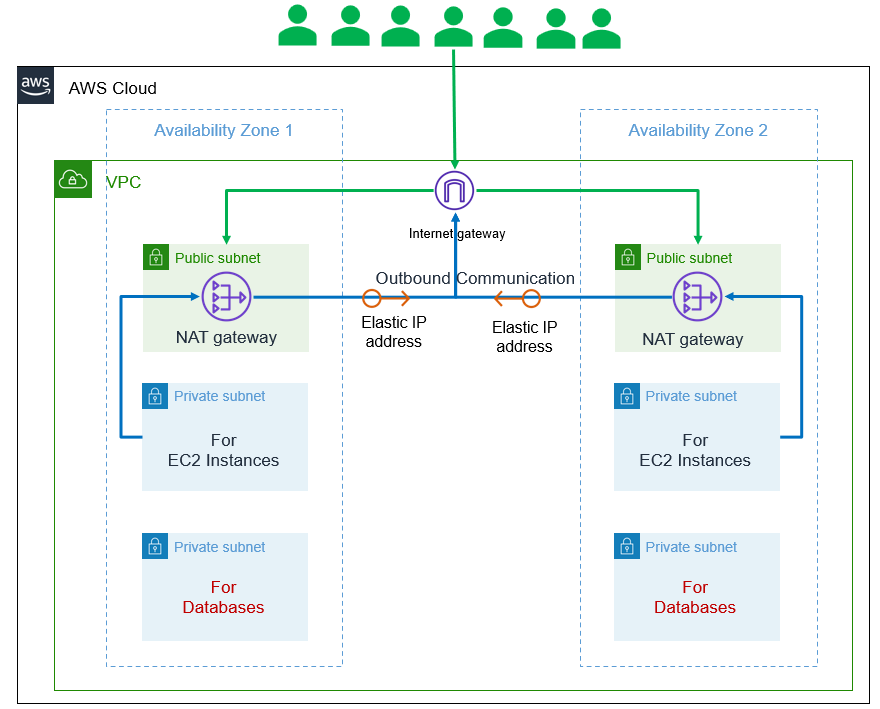 aws
AWS Cloud
Availability Zone 1
Availability Zone 2
VPC
Internet gateway
Public subnet
Public subnet
Outbound Communication
NAT gateway
Elastic IP
address
Elastic IP
address
NAT gateway
Private subnet
For
EC2 Instances
Private subnet
For
EC2 Instances
Private subnet
For
Databases
Private subnet
For
Databases